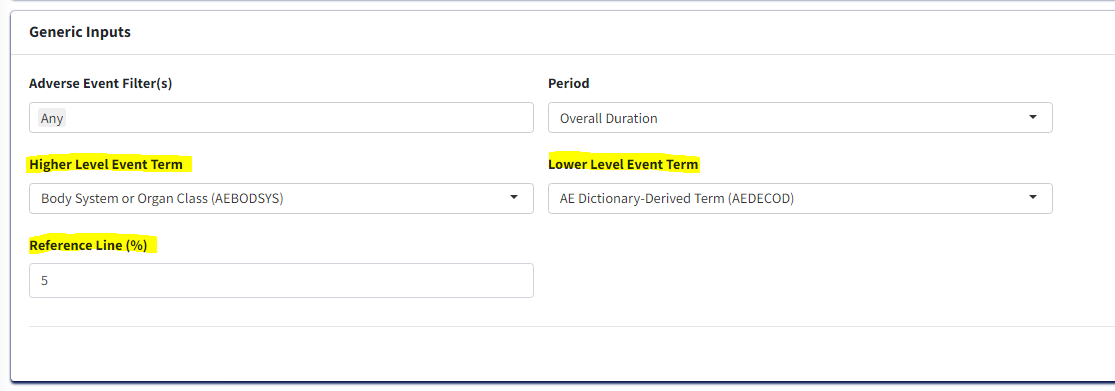 Generic Inputs
Adverse Event Filter(s) Period
Any Overall Duration
Higher Level Event Term Lower Level Event Term
Body System or Organ Class (AEBODSYS) AE Dictionary-Derived Term (AEDECOD)
Reference Line (%)
5